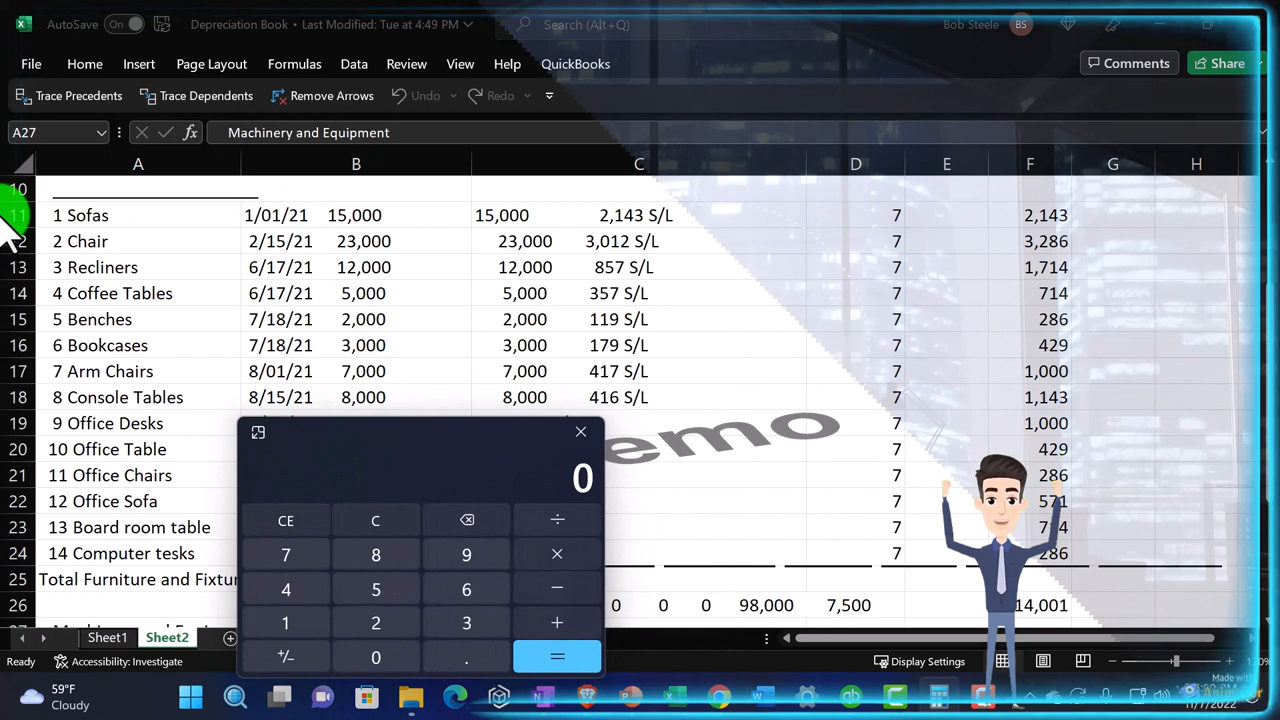 AutoSave On Depreciation Book • Last Modified: Tue at 4:49 PM Search (Alt+Q) Bob Steele BS
File Home Insert Page Layout Formulas Data Review View Help QuickBooks Comments Share
Trace Precedents Trace Dependents Remove Arrows Undo Redo
A27 fx Machinery and Equipment
A B C D E F G H
10
11 1 Sofas 1/01/21 15,000 15,000 2,143 S/L 7 2,143
2 2 Chair 2/15/21 23,000 23,000 3,012 S/L 7 3,286
13 3 Recliners 6/17/21 12,000 12,000 857 S/L 7 1,714
14 4 Coffee Tables 6/17/21 5,000 5,000 357 S/L 7 714
15 5 Benches 7/18/21 2,000 2,000 119 S/L 7 286
16 6 Bookcases 7/18/21 3,000 3,000 179 S/L 7 429
17 7 Arm Chairs 8/01/21 7,000 7,000 417 S/L 7 1,000
18 8 Console Tables 8/15/21 8,000 8,000 416 S/L 7 1,143
19 9 Office Desks 7 1,000
20 10 Office Table 7 429
21 11 Office Chairs 7 286
22 12 Office Sofa 7 571
23 13 Board room table 7
24 14 Computer tesks 7 286
25 Total Furniture and Fixtur
26 0 0 0 98,000 7,500 14,001
emo
0
CE C ÷
7 8 9 ×
4 5 6 −
1 2 3 +
+/− 0 . =
Sheet1 Sheet2
Ready Accessibility: Investigate Display Settings
59°F
Cloudy
Made with
11/7/2022